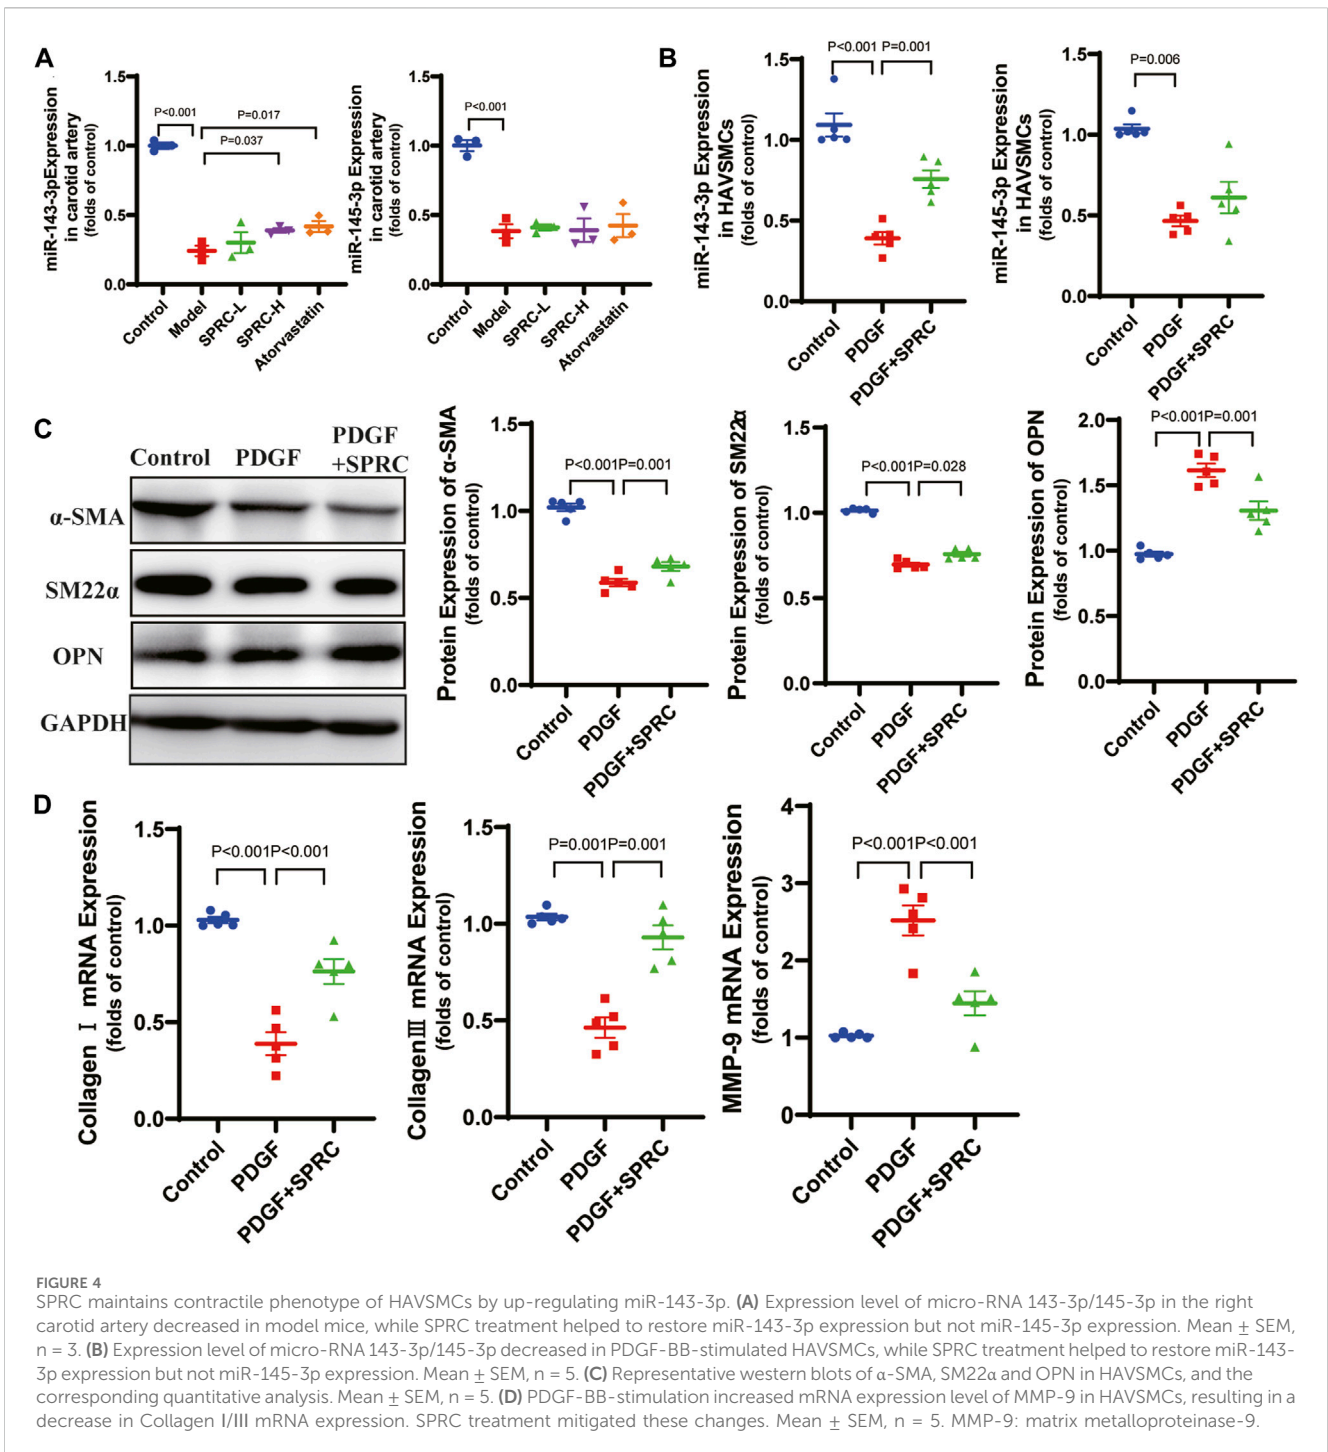 A
miR-143-3pExpression
in carotid artery
(folds of control)
1.5
1.0
0.5
0.0
P<0.001
P=0.017
P=0.037
Control
Model
SPRC-L
SPRC-H
Atorvastatin
miR-145-3p Expression
in carotid artery
(folds of control)
1.5
1.0
0.5
0.0
P<0.001
Control
Model
SPRC-L
SPRC-H
Atorvastatin
B
miR-143-3p Expression
in HAVSMCs
(folds of control)
1.5
1.0
0.5
0.0
P<0.001 P=0.001
Control
PDGF
PDGF+SPRC
miR-145-3p Expression
in HAVSMCs
(folds of control)
1.5
1.0
0.5
0.0
P=0.006
Control
PDGF
PDGF+SPRC
C
Control PDGF PDGF
+SPRC
α-SMA
SM22α
OPN
GAPDH
Protein Expression of α-SMA
(folds of control)
1.5
1.0
0.5
0.0
P<0.001P=0.001
Control
PDGF
PDGF+SPRC
Protein Expression of SM22α
(folds of control)
1.5
1.0
0.5
0.0
P<0.001P=0.028
Control
PDGF
PDGF+SPRC
Protein Expression of OPN
(folds of control)
2.0
1.5
1.0
0.5
0.0
P<0.001P=0.001
Control
PDGF
PDGF+SPRC
D
Collagen Ⅰ mRNA Expression
(folds of control)
1.5
1.0
0.5
0.0
P<0.001P<0.001
Control
PDGF
PDGF+SPRC
CollagenⅢ mRNA Expression
(folds of control)
1.5
1.0
0.5
0.0
P=0.001P=0.001
Control
PDGF
PDGF+SPRC
MMP-9 mRNA Expression
(folds of control)
4
3
2
1
0
P<0.001P<0.001
Control
PDGF
PDGF+SPRC
FIGURE 4
SPRC maintains contractile phenotype of HAVSMCs by up-regulating miR-143-3p. (A) Expression level of micro-RNA 143-3p/145-3p in the right
carotid artery decreased in model mice, while SPRC treatment helped to restore miR-143-3p expression but not miR-145-3p expression. Mean ± SEM,
n = 3. (B) Expression level of micro-RNA 143-3p/145-3p decreased in PDGF-BB-stimulated HAVSMCs, while SPRC treatment helped to restore miR-143-
3p expression but not miR-145-3p expression. Mean ± SEM, n = 5. (C) Representative western blots of α-SMA, SM22α and OPN in HAVSMCs, and the
corresponding quantitative analysis. Mean ± SEM, n = 5. (D) PDGF-BB-stimulation increased mRNA expression level of MMP-9 in HAVSMCs, resulting in a
decrease in Collagen I/III mRNA expression. SPRC treatment mitigated these changes. Mean ± SEM, n = 5. MMP-9: matrix metalloproteinase-9.